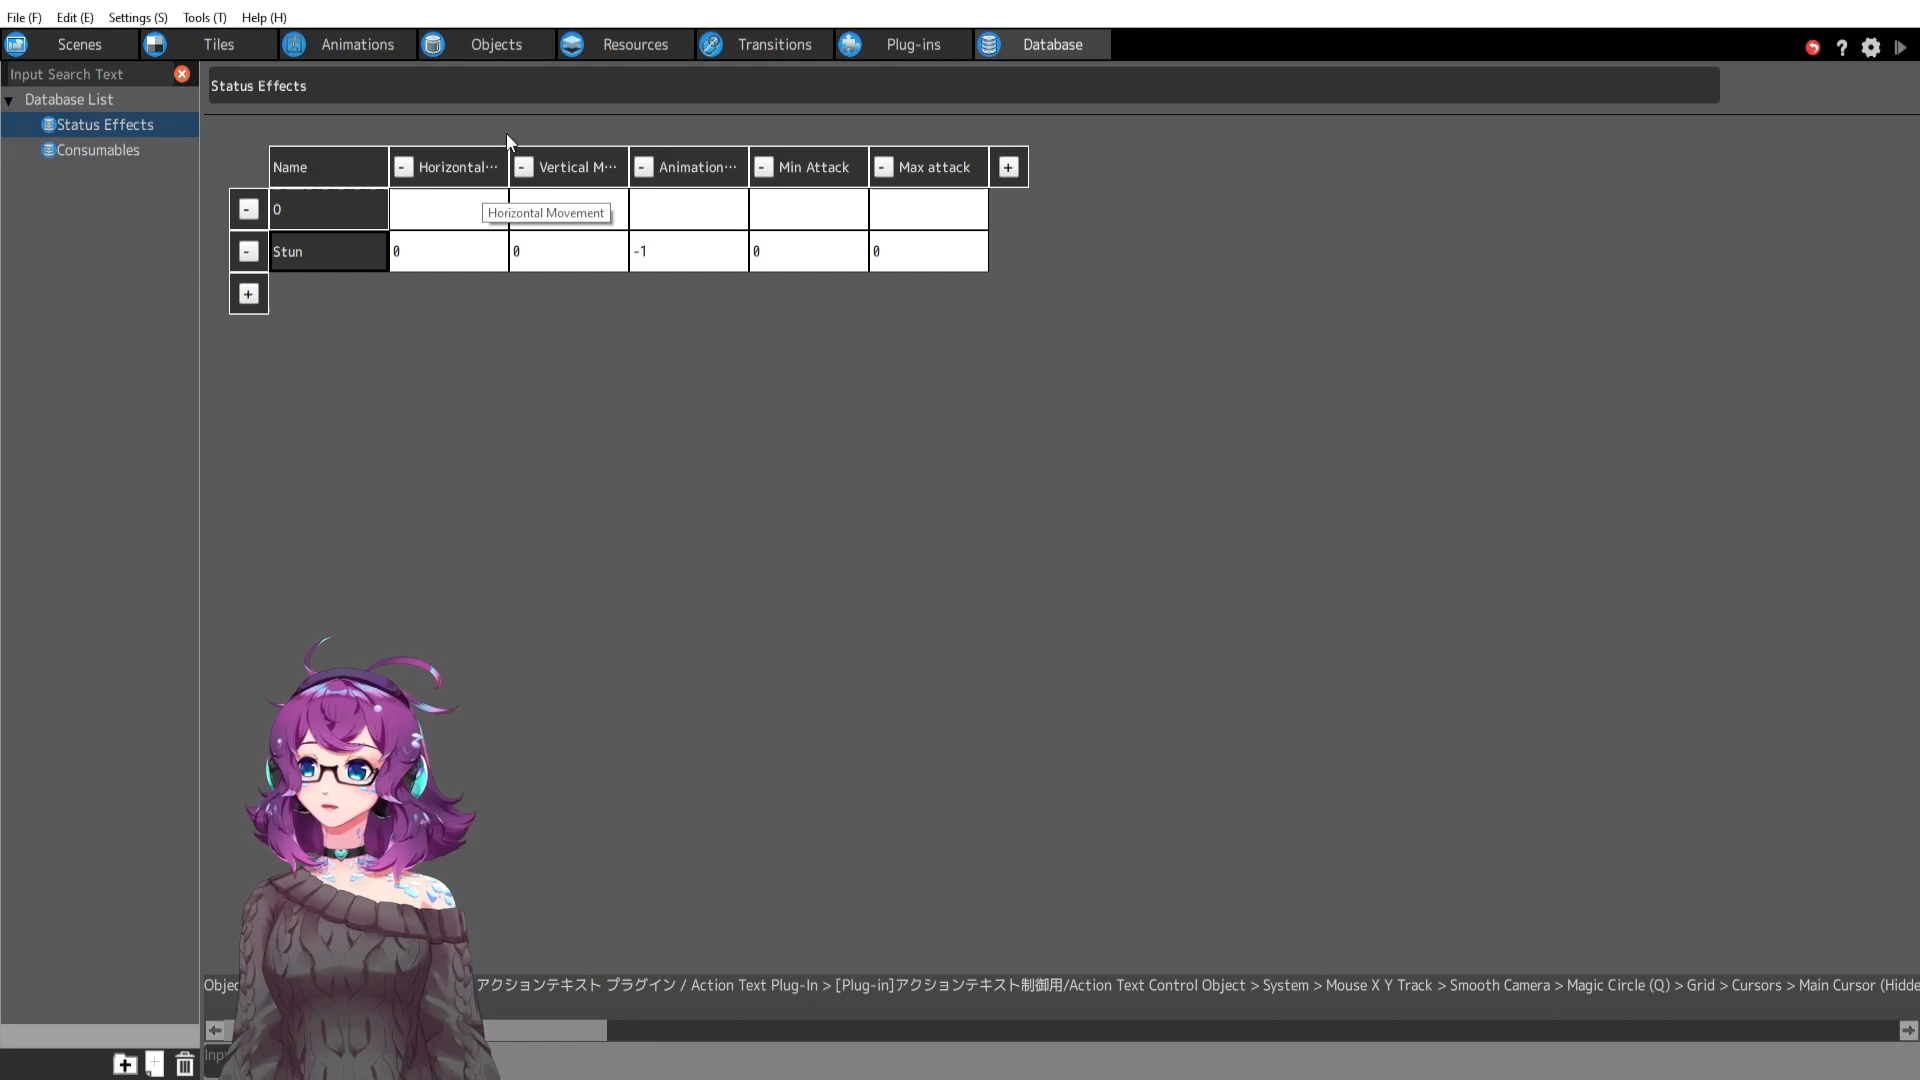 File (F) Edit (E) Settings (S) Tools (T) Help (H)
Scenes Tiles Animations Objects Resources Transitions Plug-ins Database
Input Search Text
Database List
Status Effects
Consumables
Status Effects
Name - Horizontal··· - Vertical M··· - Animation··· - Min Attack - Max attack +
- 0
Horizontal Movement
- Stun 0 0 -1 0 0
+
Objec アクションテキスト プラグイン / Action Text Plug-In > [Plug-in]アクションテキスト制御用/Action Text Control Object > System > Mouse X Y Track > Smooth Camera > Magic Circle (Q) > Grid > Cursors > Main Cursor (Hidde
Inp